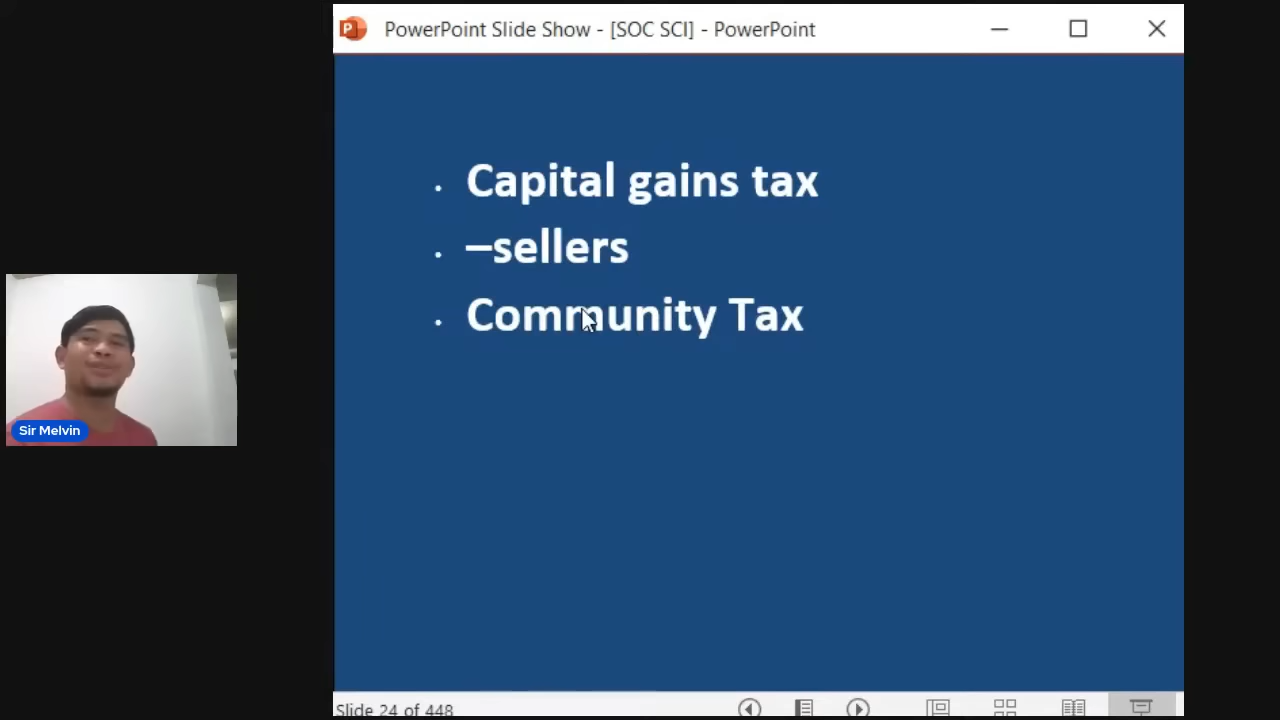 PowerPoint Slide Show - [SOC SCI] - PowerPoint
• Capital gains tax
• –sellers
• Community Tax
Sir Melvin
Slide 24 of 448